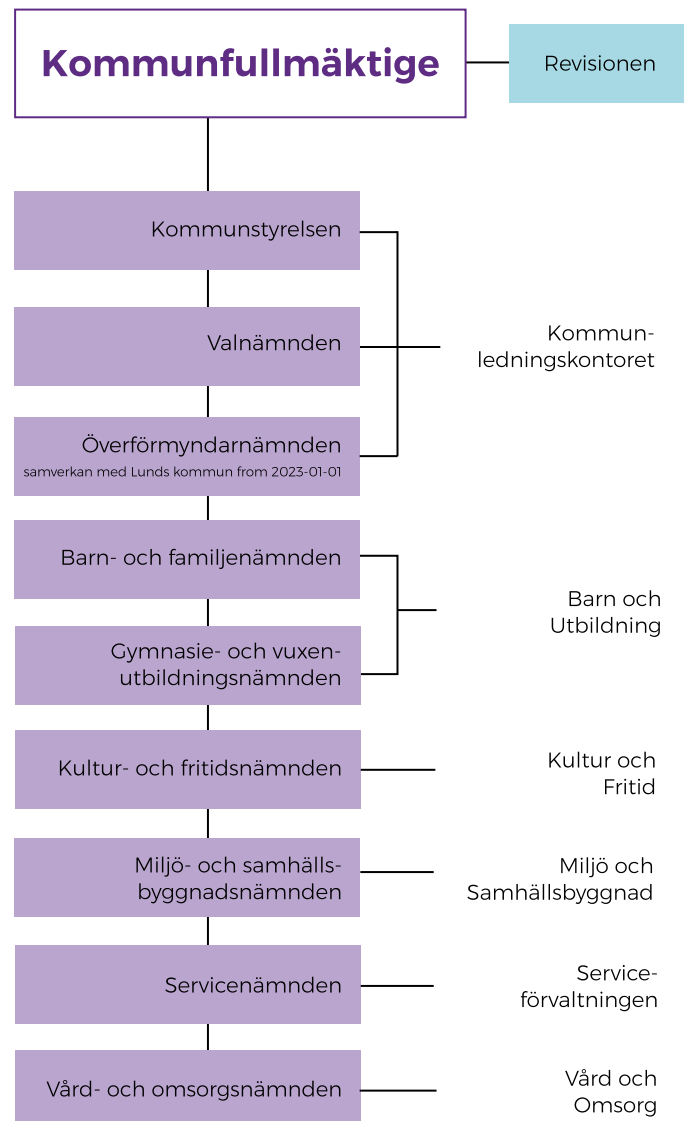 Kommunfullmäktige
Revisionen
Kommunstyrelsen
Valnämnden
Kommun-
ledningskontoret
Överförmyndarnämnden
samverkan med Lunds kommun from 2023-01-01
Barn- och familjenämnden
Barn och
Utbildning
Gymnasie- och vuxen-
utbildningsnämnden
Kultur- och fritidsnämnden
Kultur och
Fritid
Miljö- och samhälls-
byggnadsnämnden
Miljö och
Samhällsbyggnad
Servicenämnden
Service-
förvaltningen
Vård- och omsorgsnämnden
Vård och
Omsorg